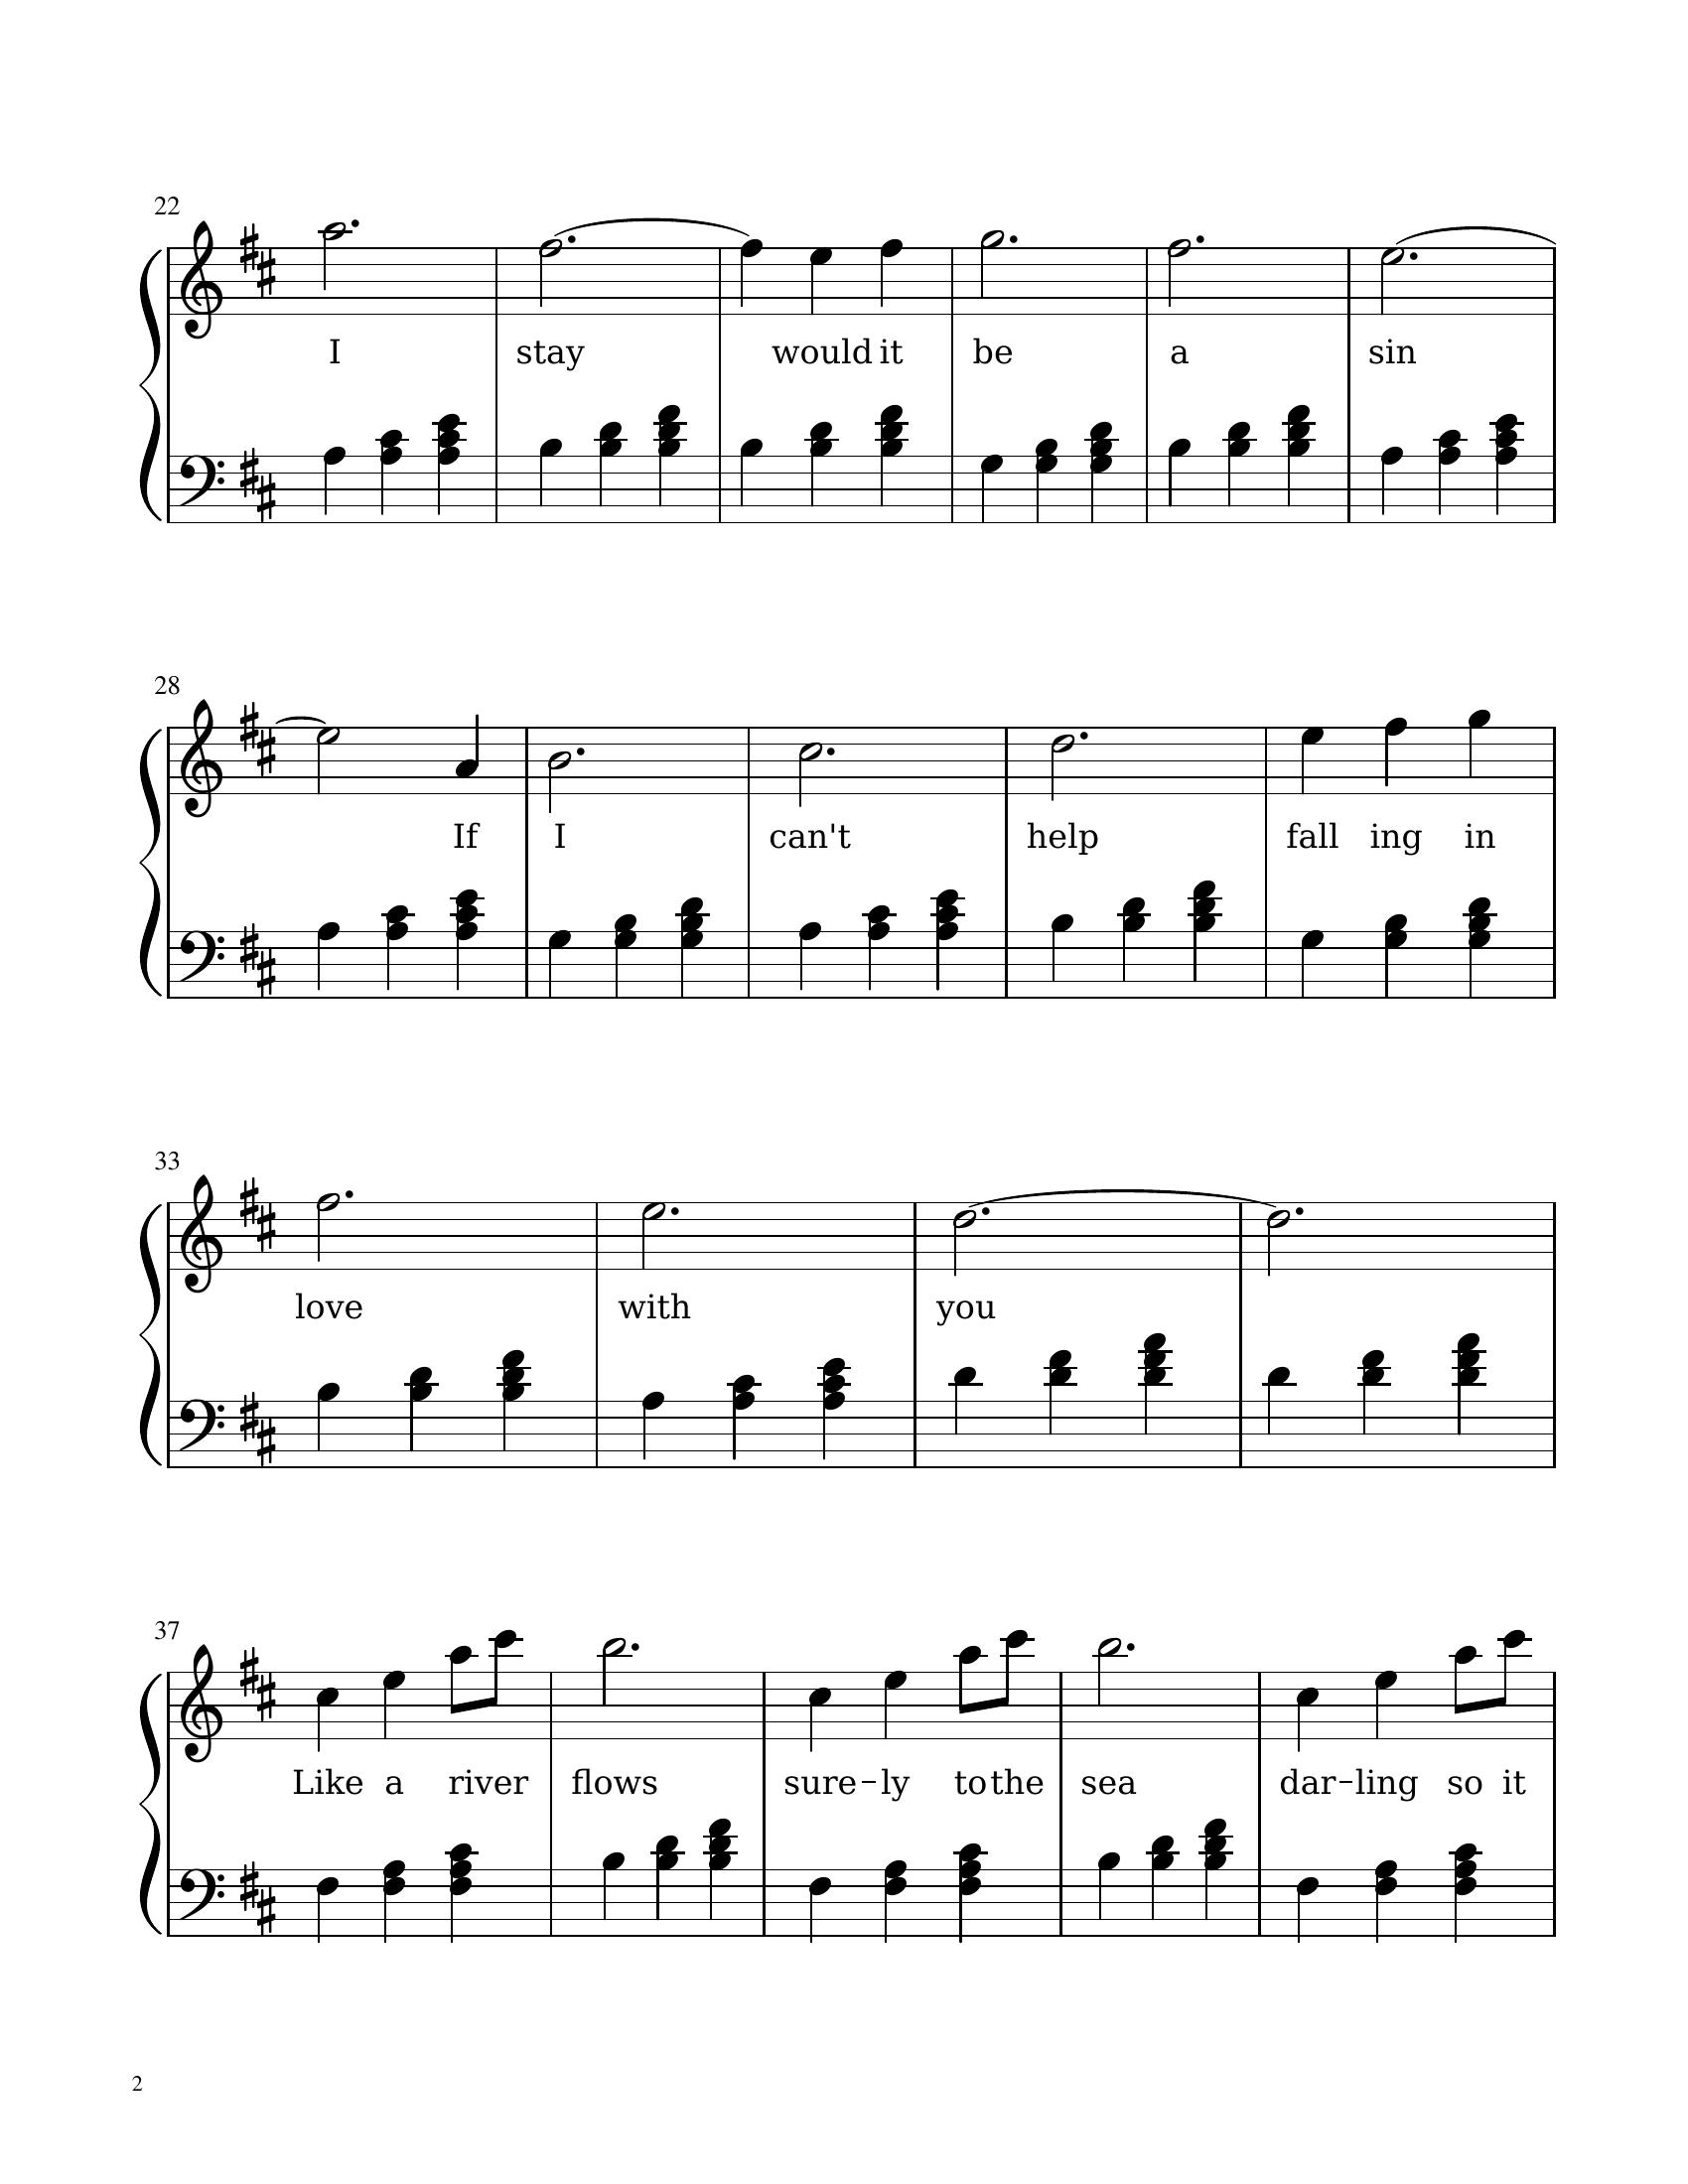 22
I stay would it be a sin
28
If I can't help fall ing in
33
love with you
37
Like a river flows sure - ly to the sea dar - ling so it
2